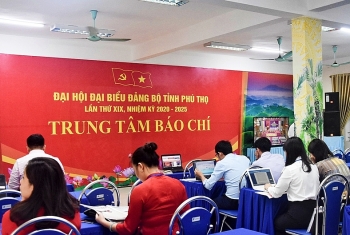 ĐẠI HỘI ĐẠI BIỂU ĐẢNG BỘ TỈNH PHÚ THỌ
LẦN THỨ XIX, NHIỆM KỲ 2020 - 2025
TRUNG TÂM BÁO CHÍ